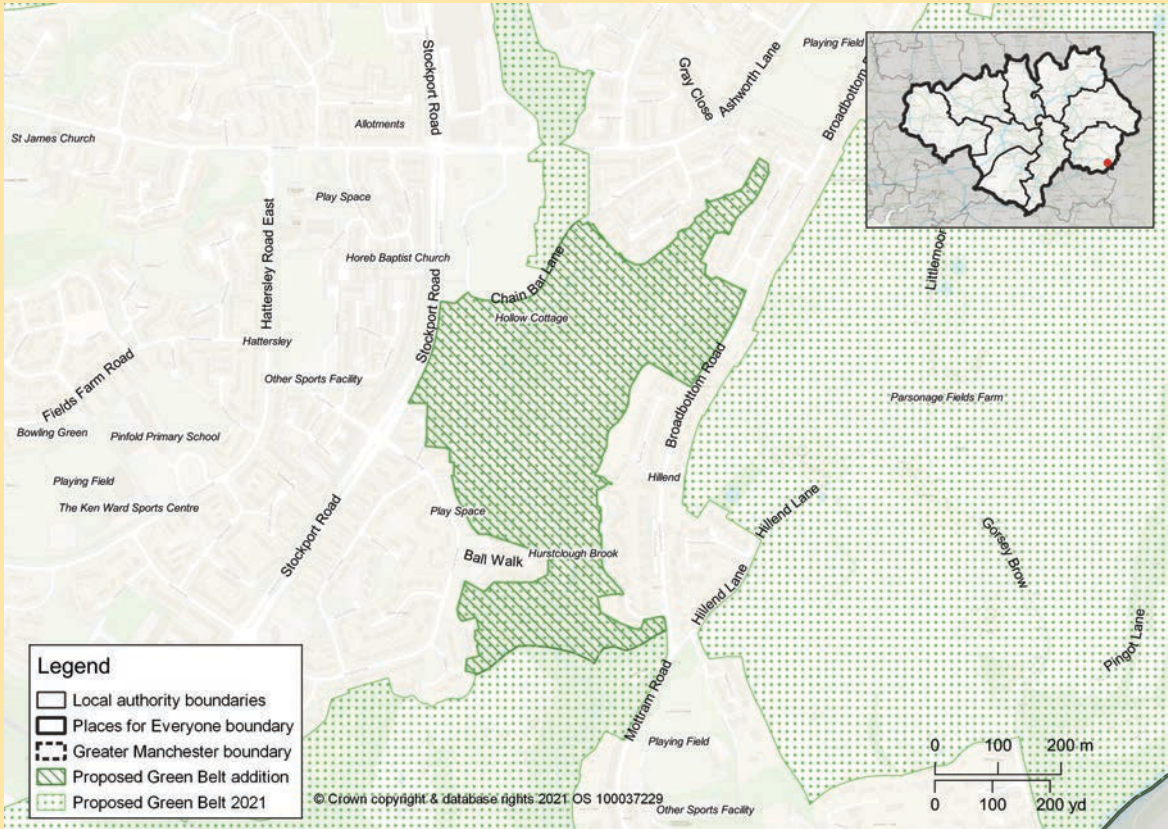 Stockport Road
Gray Close
Ashworth Lane
Playing Field
Broadbottom
Allotments
St James Church
Play Space
Hattersley Road East
Horeb Baptist Church
Littlemoor
Chain Bar Lane
Hollow Cottage
Stockport Road
Hattersley
Fields Farm Road
Other Sports Facility
Broadbottom Road
Parsonage Fields Farm
Bowling Green
Pinfold Primary School
Playing Field
Hillend
The Ken Ward Sports Centre
Play Space
Hillend Lane
Stockport Road
Ball Walk
Hurstclough Brook
Gorsey Brow
Hillend Lane
Pingot Lane
Mottram Road
Playing Field
Other Sports Facility
Legend
Local authority boundaries
Places for Everyone boundary
Greater Manchester boundary
Proposed Green Belt addition
Proposed Green Belt 2021
© Crown copyright & database rights 2021 OS 100037229
0 100 200 m
0 100 200 yd